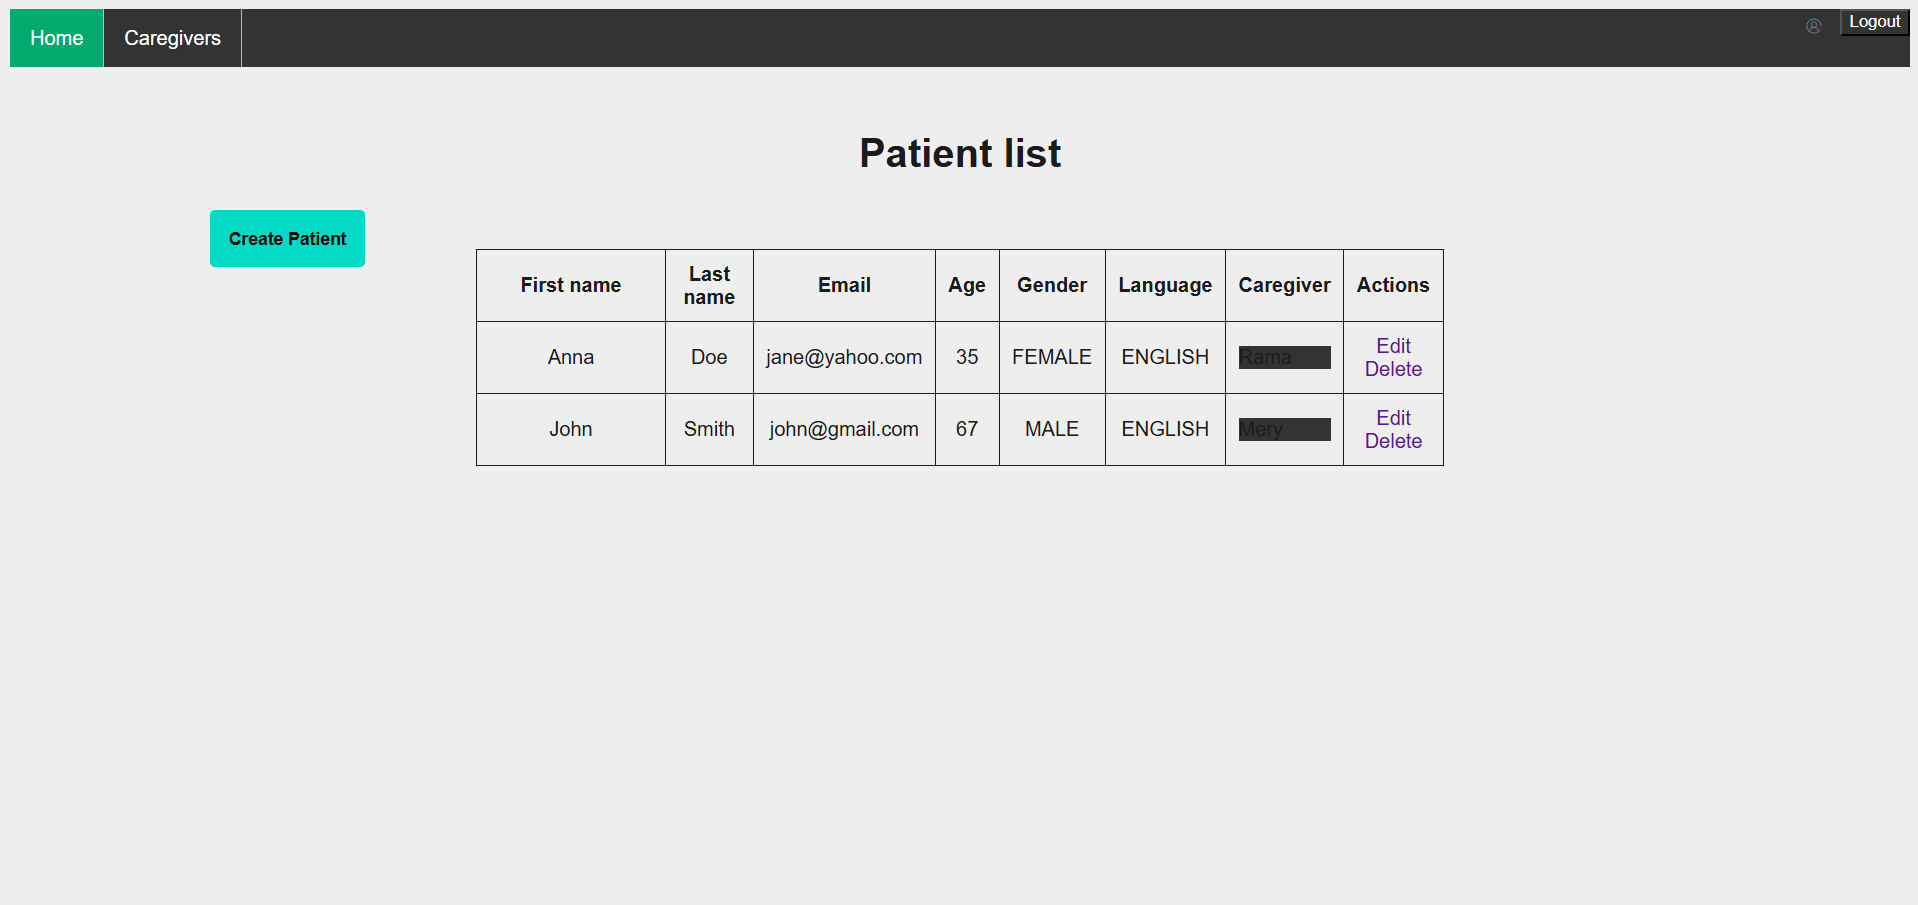 Home Caregivers Logout
Patient list
Create Patient
First name Last name Email Age Gender Language Caregiver Actions
Anna Doe jane@yahoo.com 35 FEMALE ENGLISH Rama Edit Delete
John Smith john@gmail.com 67 MALE ENGLISH Mery Edit Delete